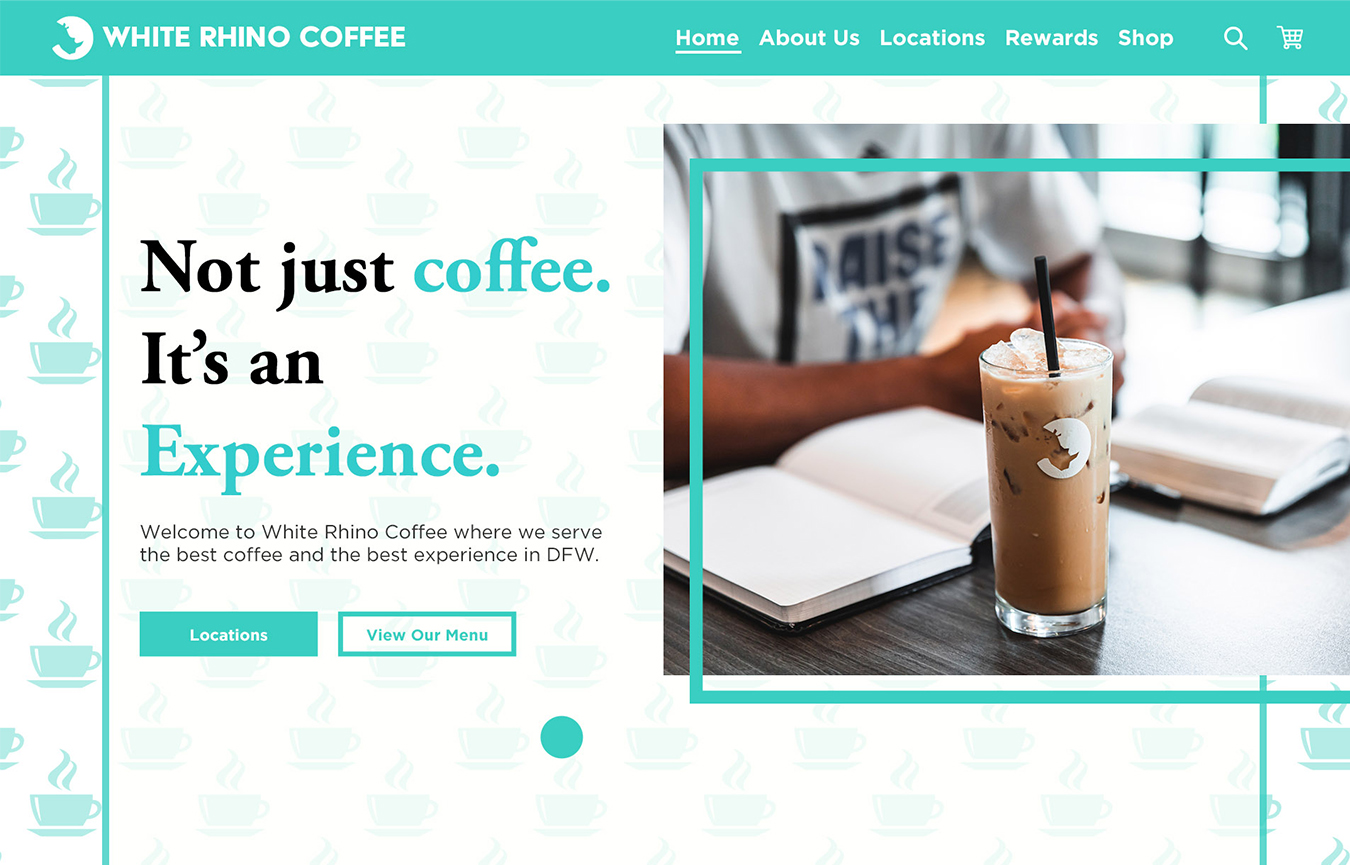 WHITE RHINO COFFEE
Home About Us Locations Rewards Shop
Not just coffee.
It’s an
Experience.
Welcome to White Rhino Coffee where we serve
the best coffee and the best experience in DFW.
Locations
View Our Menu
RAISE
THE